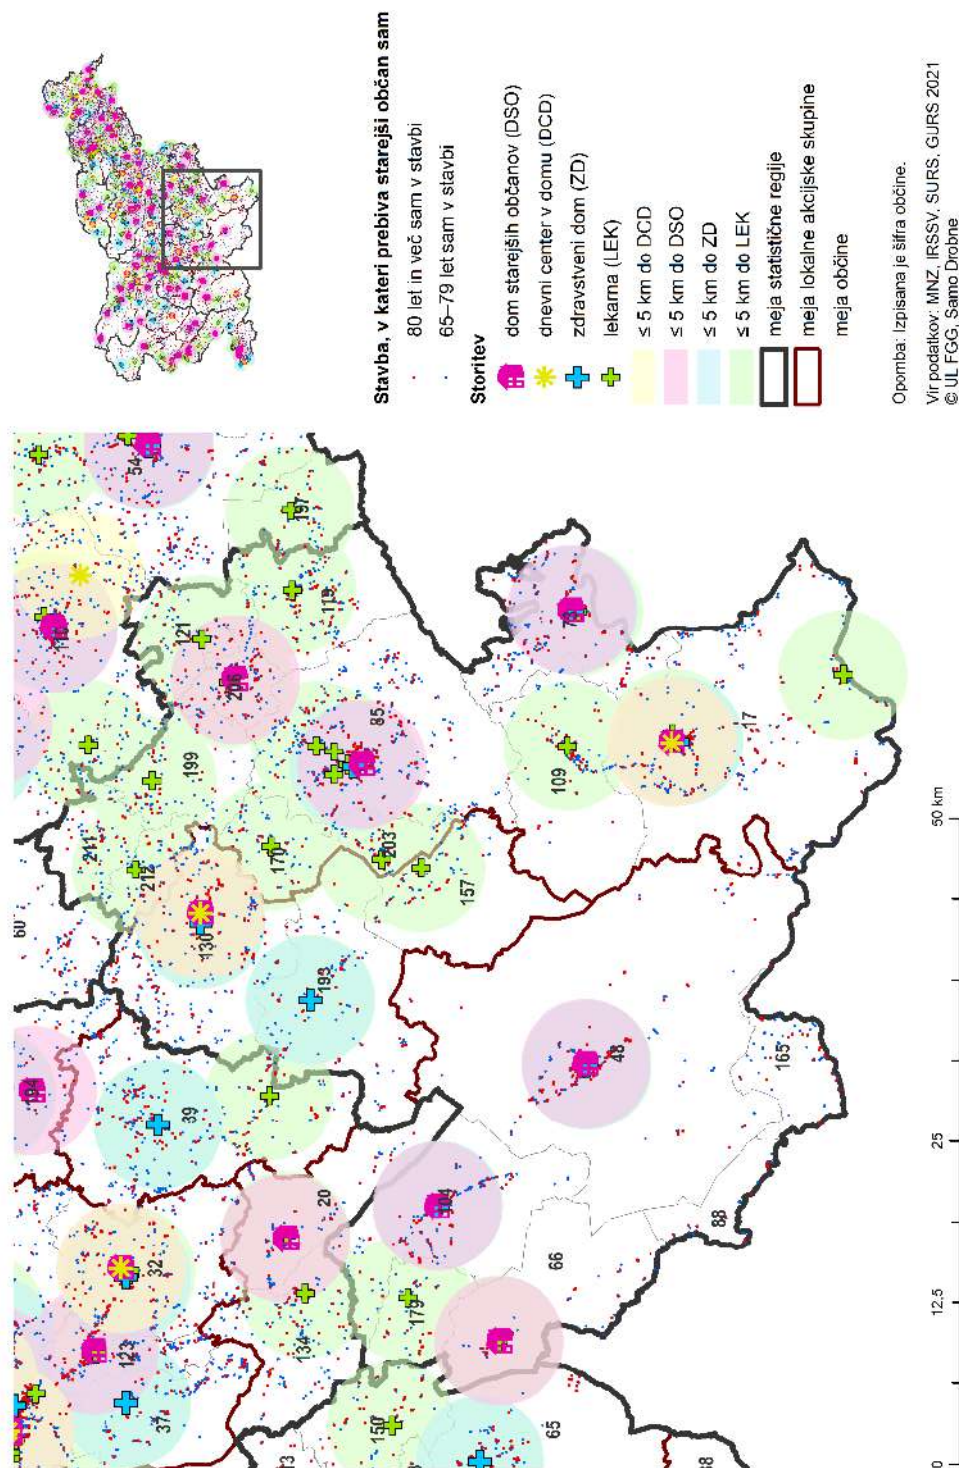 Stavba, v kateri prebiva starejši občan sam
80 let in več sam v stavbi
65–79 let sam v stavbi
Storitev
dom starejših občanov (DSO)
dnevni center v domu (DCD)
zdravstveni dom (ZD)
lekarna (LEK)
≤ 5 km do DCD
≤ 5 km do DSO
≤ 5 km do ZD
≤ 5 km do LEK
meja statistične regije
meja lokalne akcijske skupine
meja občine
Opomba: Izpisana je šifra občine.
Vir podatkov: MNZ, IRSSV, SURS, GURS 2021
© UL FGG, Samo Drobne
54
197
119
121
206
85
199
211
212
170
203
157
130
193
60
194
39
20
32
123
37
134
179
104
66
150
65
13
88
48
165
109
17
0
12,5
25
50 km